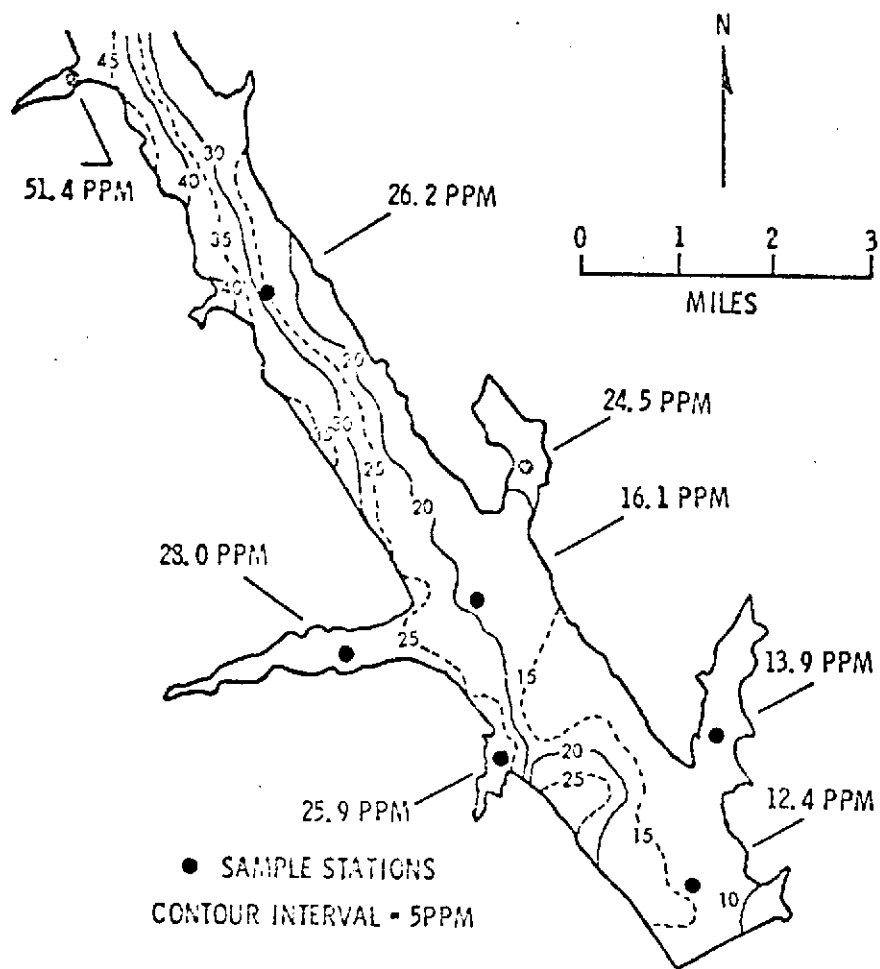 N
45
51.4 PPM
30
40
26.2 PPM
35
0 1 2 3
MILES
40
20
24.5 PPM
35
30
25
20
16.1 PPM
28.0 PPM
25
15
13.9 PPM
20
25
25.9 PPM
15
12.4 PPM
SAMPLE STATIONS
10
CONTOUR INTERVAL = 5PPM